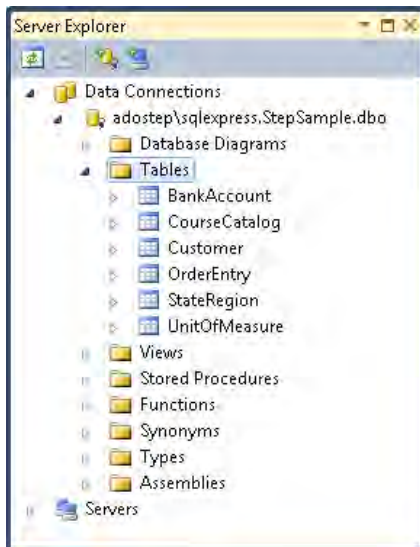 Server Explorer
Data Connections
adostep\sqlexpress.StepSample.dbo
Database Diagrams
Tables
BankAccount
CourseCatalog
Customer
OrderEntry
StateRegion
UnitOfMeasure
Views
Stored Procedures
Functions
Synonyms
Types
Assemblies
Servers